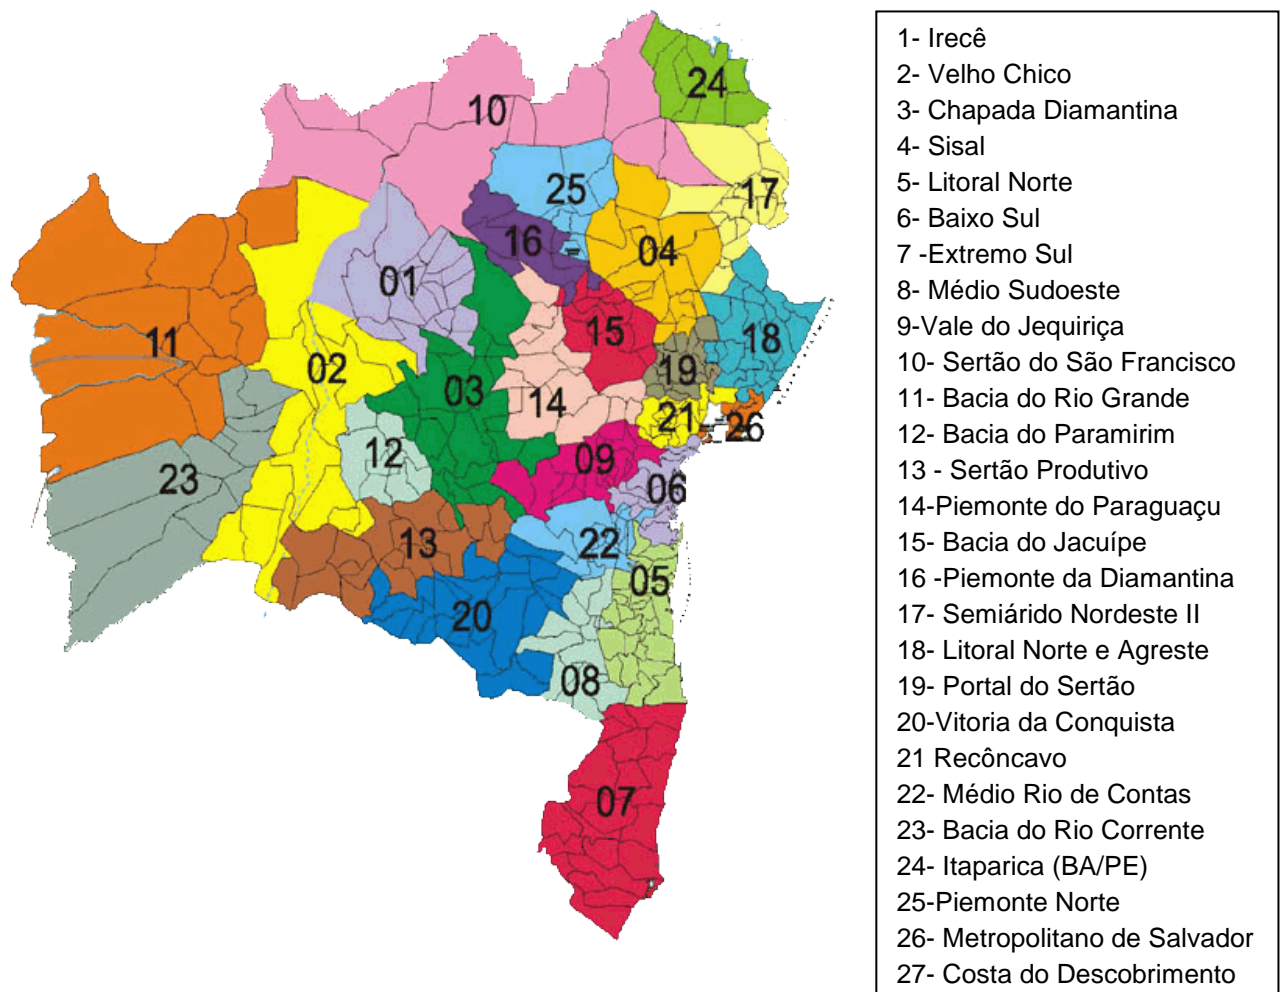 24
10
17
25
16
04
01
11
15
18
02
19
03
14
21
26
12
09
23
06
13
22
05
20
08
07
1- Irecê
2- Velho Chico
3- Chapada Diamantina
4- Sisal
5- Litoral Norte
6- Baixo Sul
7 -Extremo Sul
8- Médio Sudoeste
9-Vale do Jequiriça
10- Sertão do São Francisco
11- Bacia do Rio Grande
12- Bacia do Paramirim
13 - Sertão Produtivo
14-Piemonte do Paraguaçu
15- Bacia do Jacuípe
16 -Piemonte da Diamantina
17- Semiárido Nordeste II
18- Litoral Norte e Agreste
19- Portal do Sertão
20-Vitoria da Conquista
21 Recôncavo
22- Médio Rio de Contas
23- Bacia do Rio Corrente
24- Itaparica (BA/PE)
25-Piemonte Norte
26- Metropolitano de Salvador
27- Costa do Descobrimento